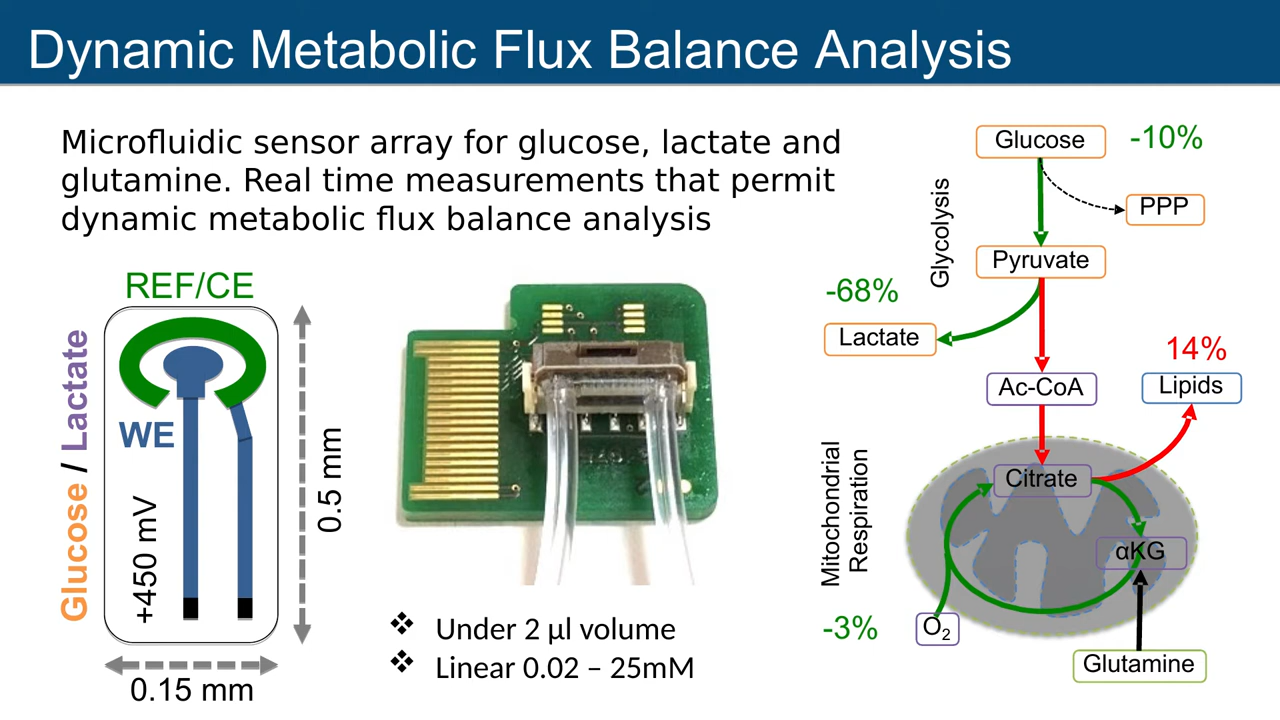 Dynamic Metabolic Flux Balance Analysis
Microfluidic sensor array for glucose, lactate and
glutamine. Real time measurements that permit
dynamic metabolic flux balance analysis
REF/CE
WE
Glucose / Lactate
+450 mV
0.5 mm
0.15 mm
❖ Under 2 µl volume
❖ Linear 0.02 – 25mM
Glucose
-10%
PPP
Glycolysis
Pyruvate
-68%
Lactate
14%
Ac-CoA
Lipids
Mitochondrial
Respiration
Citrate
αKG
-3%
O₂
Glutamine